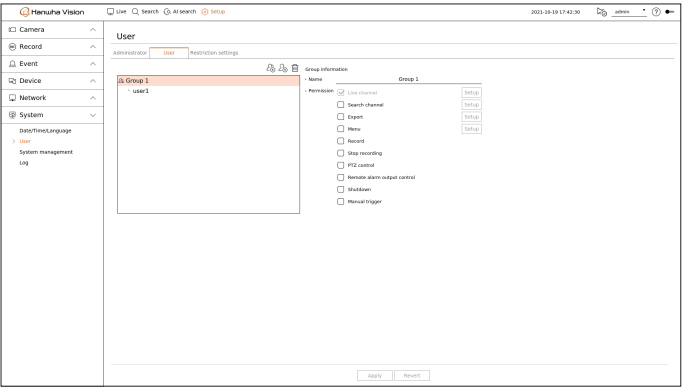 Hanwha Vision
Live Search AI search Setup
2021-10-19 17:42:30 admin ?
Camera
Record
Event
Device
Network
System
Date/Time/Language
> User
System management
Log
User
Administrator User Restriction settings
Group 1
user1
Group information
- Name Group 1
- Permission Live channel Setup
Search channel Setup
Export Setup
Menu Setup
Record
Stop recording
PTZ control
Remote alarm output control
Shutdown
Manual trigger
Apply Revert